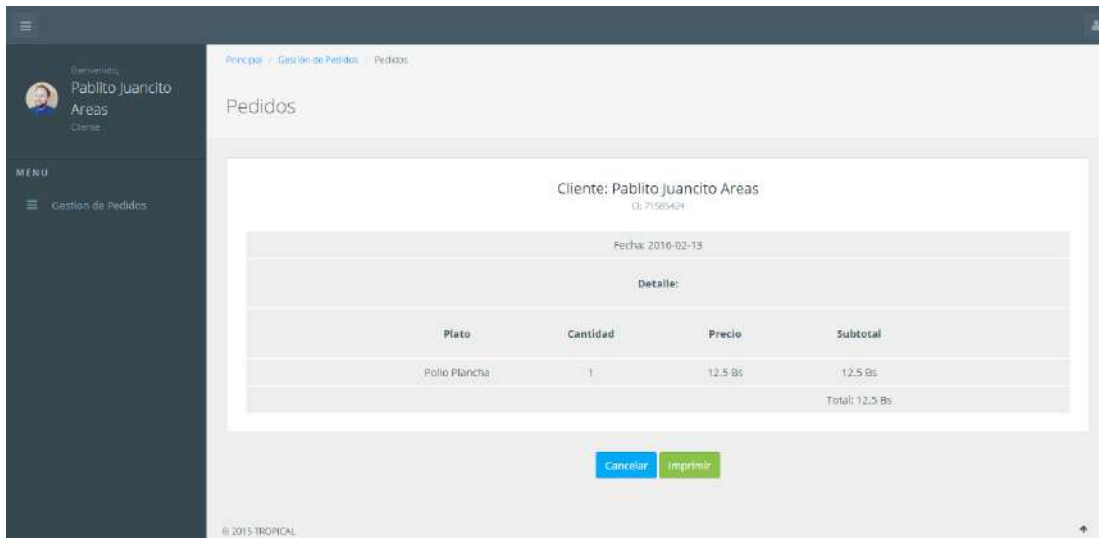 Principal / Gestión de Pedidos / Pedidos
Bienvenido,
Pablito Juancito
Areas
Cliente
Pedidos
MENU
Gestion de Pedidos
Cliente: Pablito Juancito Areas
CI: 71585424
Fecha: 2016-02-13
Detalle:
Plato Cantidad Precio Subtotal
Pollo Plancha 1 12.5 Bs 12.5 Bs
Total: 12.5 Bs
Cancelar Imprimir
© 2015 TROPICAL